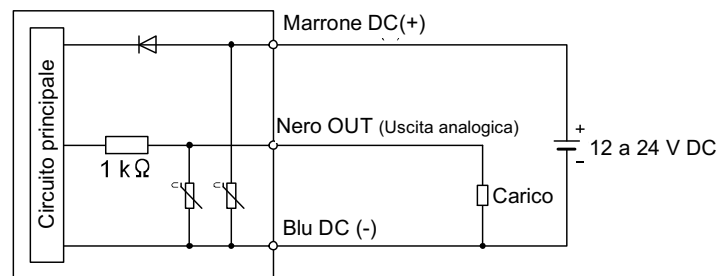 Marrone DC(+)
Circuito principale
Nero OUT (Uscita analogica)
1 kΩ
+
12 a 24 V DC
-
Carico
Blu DC (-)